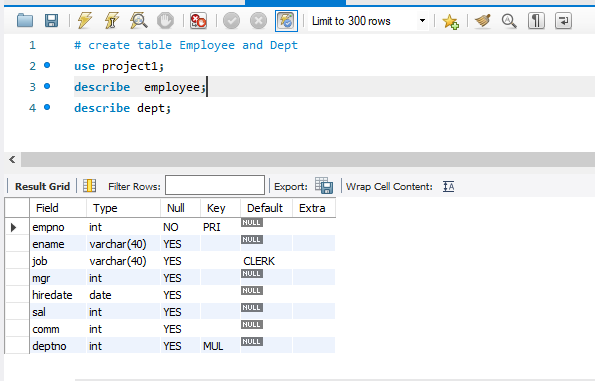 Limit to 300 rows
1 # create table Employee and Dept
2 use project1;
3 describe employee;
4 describe dept;
Result Grid Filter Rows: Export: Wrap Cell Content: IA
Field Type Null Key Default Extra
empno int NO PRI NULL
ename varchar(40) YES NULL
job varchar(40) YES CLERK
mgr int YES NULL
hiredate date YES NULL
sal int YES NULL
comm int YES NULL
deptno int YES MUL NULL